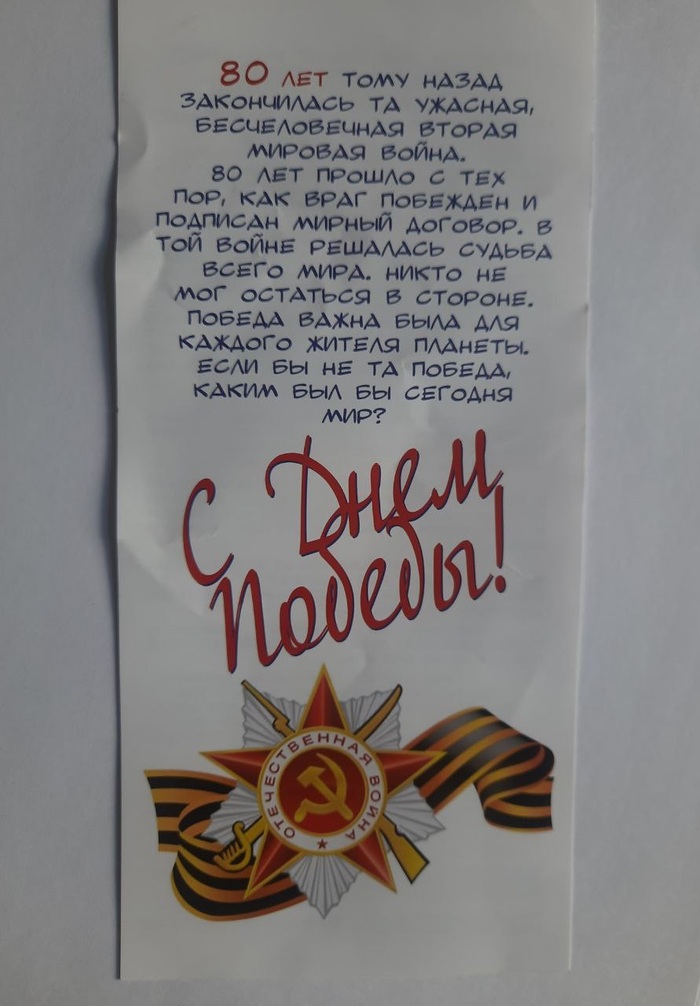 80 ЛЕТ ТОМУ НАЗАД
ЗАКОНЧИЛАСЬ ТА УЖАСНАЯ,
БЕСЧЕЛОВЕЧНАЯ ВТОРАЯ
МИРОВАЯ ВОЙНА.
80 ЛЕТ ПРОШЛО С ТЕХ
ПОР, КАК ВРАГ ПОБЕЖДЕН И
ПОДПИСАН МИРНЫЙ ДОГОВОР. В
ТОЙ ВОЙНЕ РЕШАЛАСЬ СУДЬБА
ВСЕГО МИРА. НИКТО НЕ
МОГ ОСТАТЬСЯ В СТОРОНЕ.
ПОБЕДА ВАЖНА БЫЛА ДЛЯ
КАЖДОГО ЖИТЕЛЯ ПЛАНЕТЫ.
ЕСЛИ БЫ НЕ ТА ПОБЕДА,
КАКИМ БЫЛ БЫ СЕГОДНЯ
МИР?
С Днем
Победы!
ОТЕЧЕСТВЕННАЯ ВОЙНА